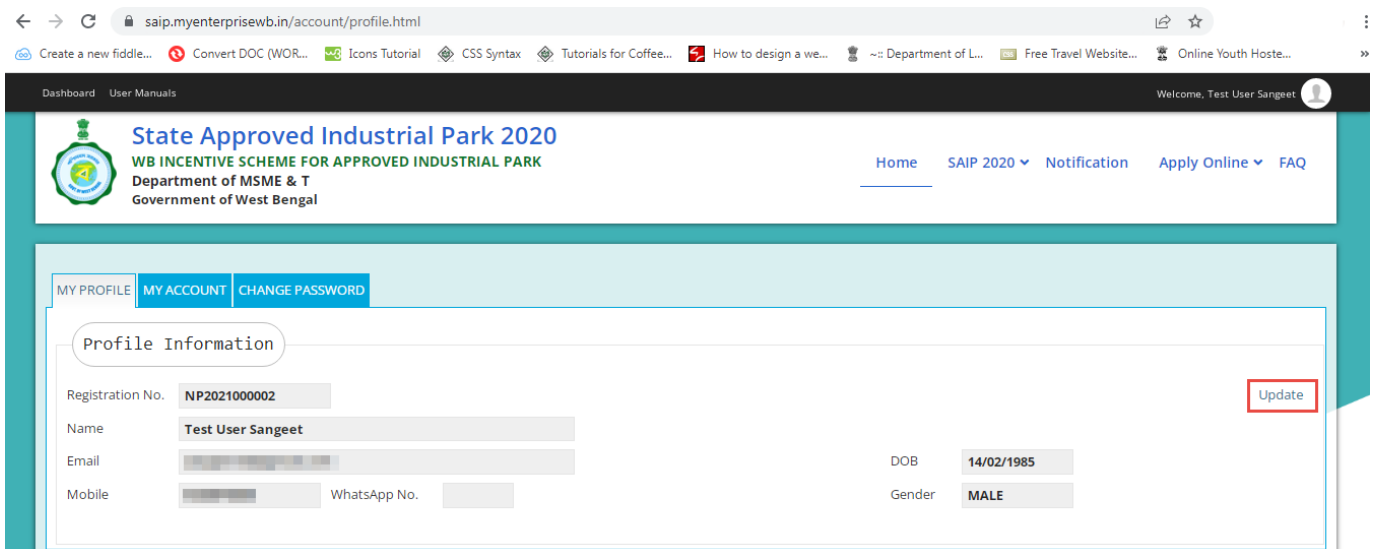 saip.myenterprisewb.in/account/profile.html
Create a new fiddle... Convert DOC (WOR... Icons Tutorial CSS Syntax Tutorials for Coffee... How to design a we... ~:: Department of L... Free Travel Website... Online Youth Hoste... »
Dashboard User Manuals Welcome, Test User Sangeet
State Approved Industrial Park 2020
WB INCENTIVE SCHEME FOR APPROVED INDUSTRIAL PARK
Department of MSME & T
Government of West Bengal
Home SAIP 2020 Notification Apply Online FAQ
MY PROFILE MY ACCOUNT CHANGE PASSWORD
Profile Information
Registration No. NP2021000002 Update
Name Test User Sangeet
Email DOB 14/02/1985
Mobile WhatsApp No. Gender MALE